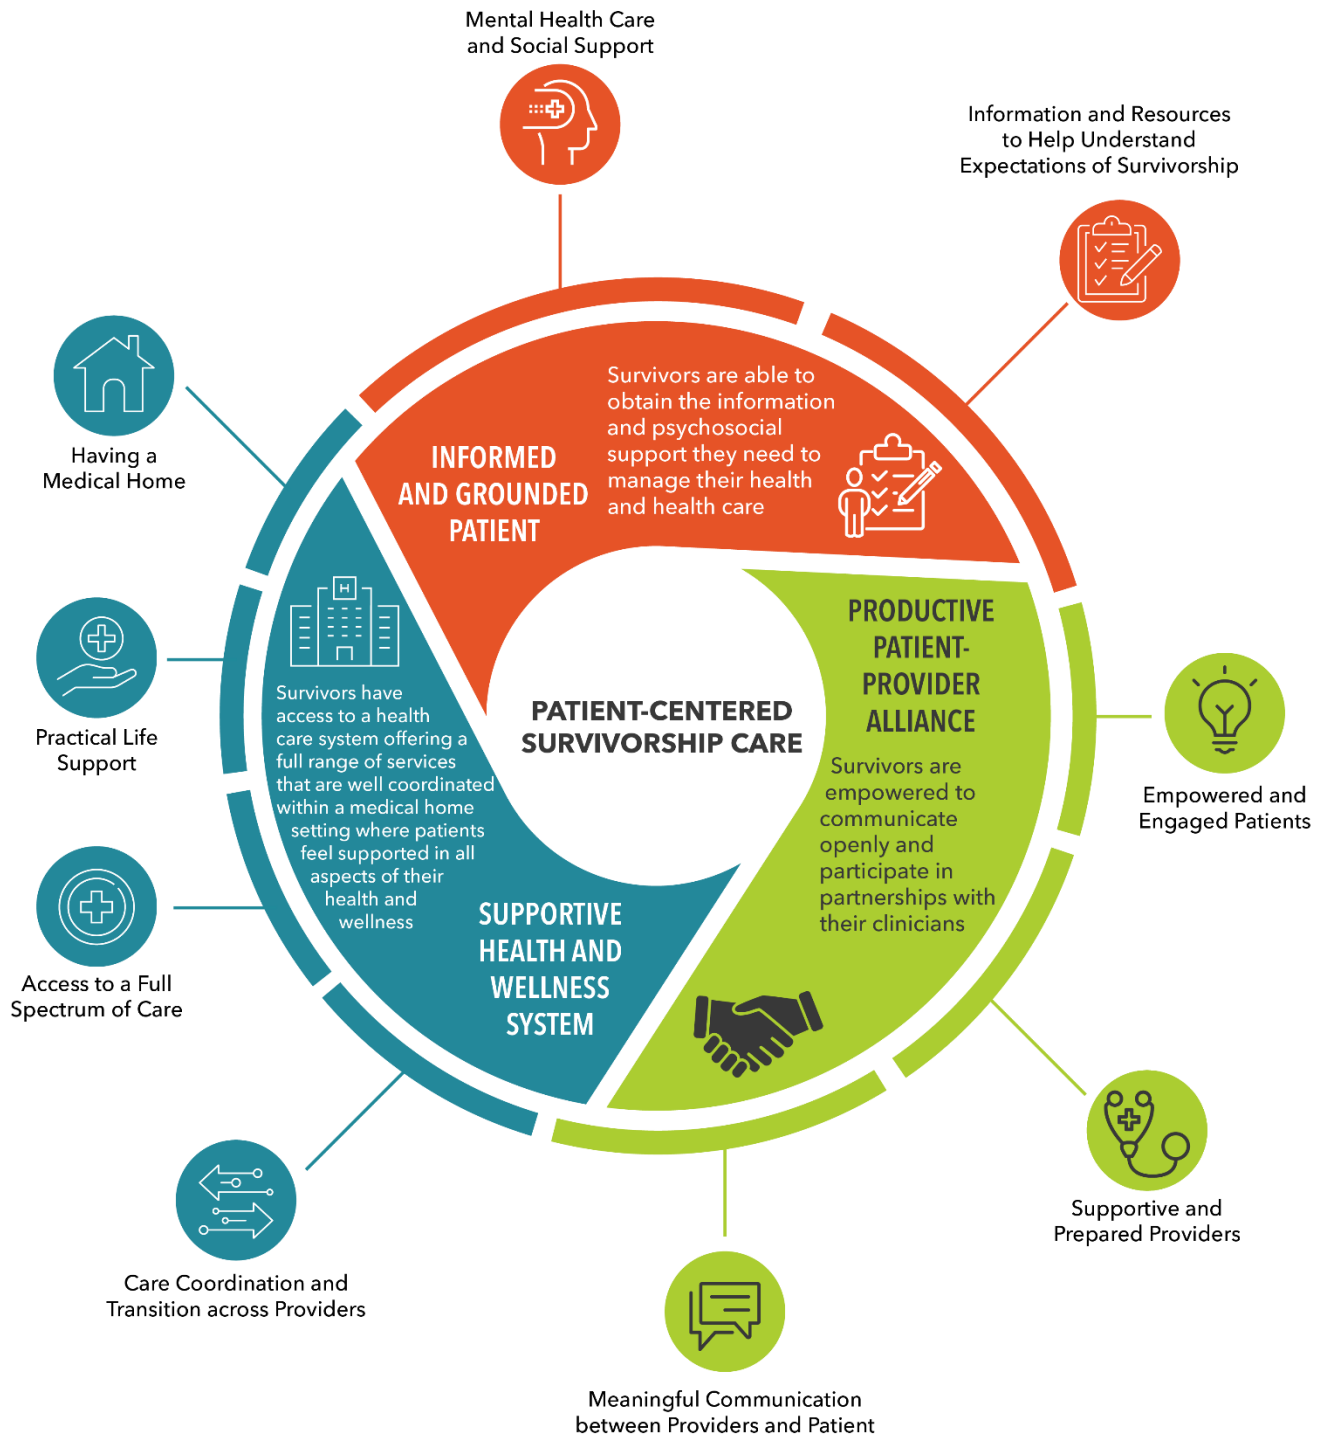 Mental Health Care
and Social Support
Information and Resources
to Help Understand
Expectations of Survivorship
Having a
Medical Home
Practical Life
Support
Access to a Full
Spectrum of Care
Care Coordination and
Transition across Providers
INFORMED
AND GROUNDED
PATIENT
Survivors are able to
obtain the information
and psychosocial
support they need to
manage their health
and health care
PRODUCTIVE
PATIENT-
PROVIDER
ALLIANCE
Survivors are
empowered to
communicate
openly and
participate in
partnerships with
their clinicians
PATIENT-CENTERED
SURVIVORSHIP CARE
H
Survivors have
access to a health
care system offering a
full range of services
that are well coordinated
within a medical home
setting where patients
feel supported in all
aspects of their
health and
wellness
SUPPORTIVE
HEALTH AND
WELLNESS
SYSTEM
Empowered and
Engaged Patients
Supportive and
Prepared Providers
Meaningful Communication
between Providers and Patient